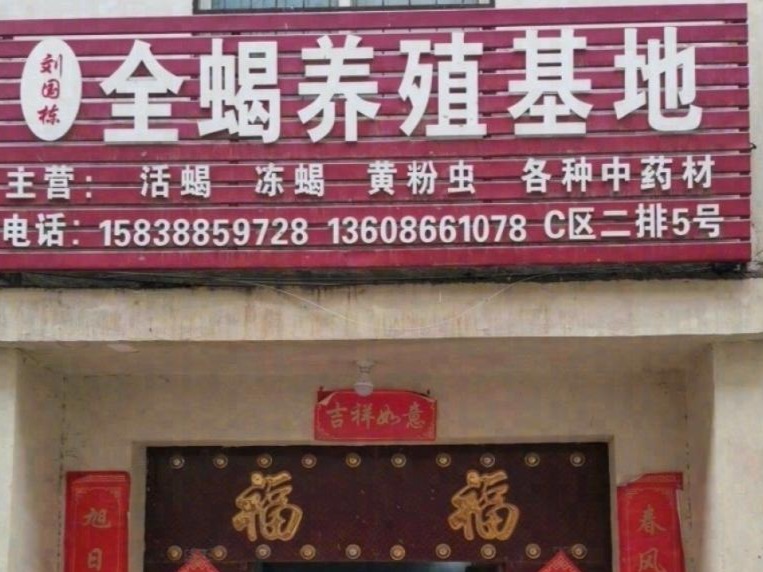 刘国栋
全蝎养殖基地
主营： 活蝎 冻蝎 黄粉虫 各种中药材
电话：15838859728 13608661078 C区二排5号
吉祥如意
福 福
旭日
春风